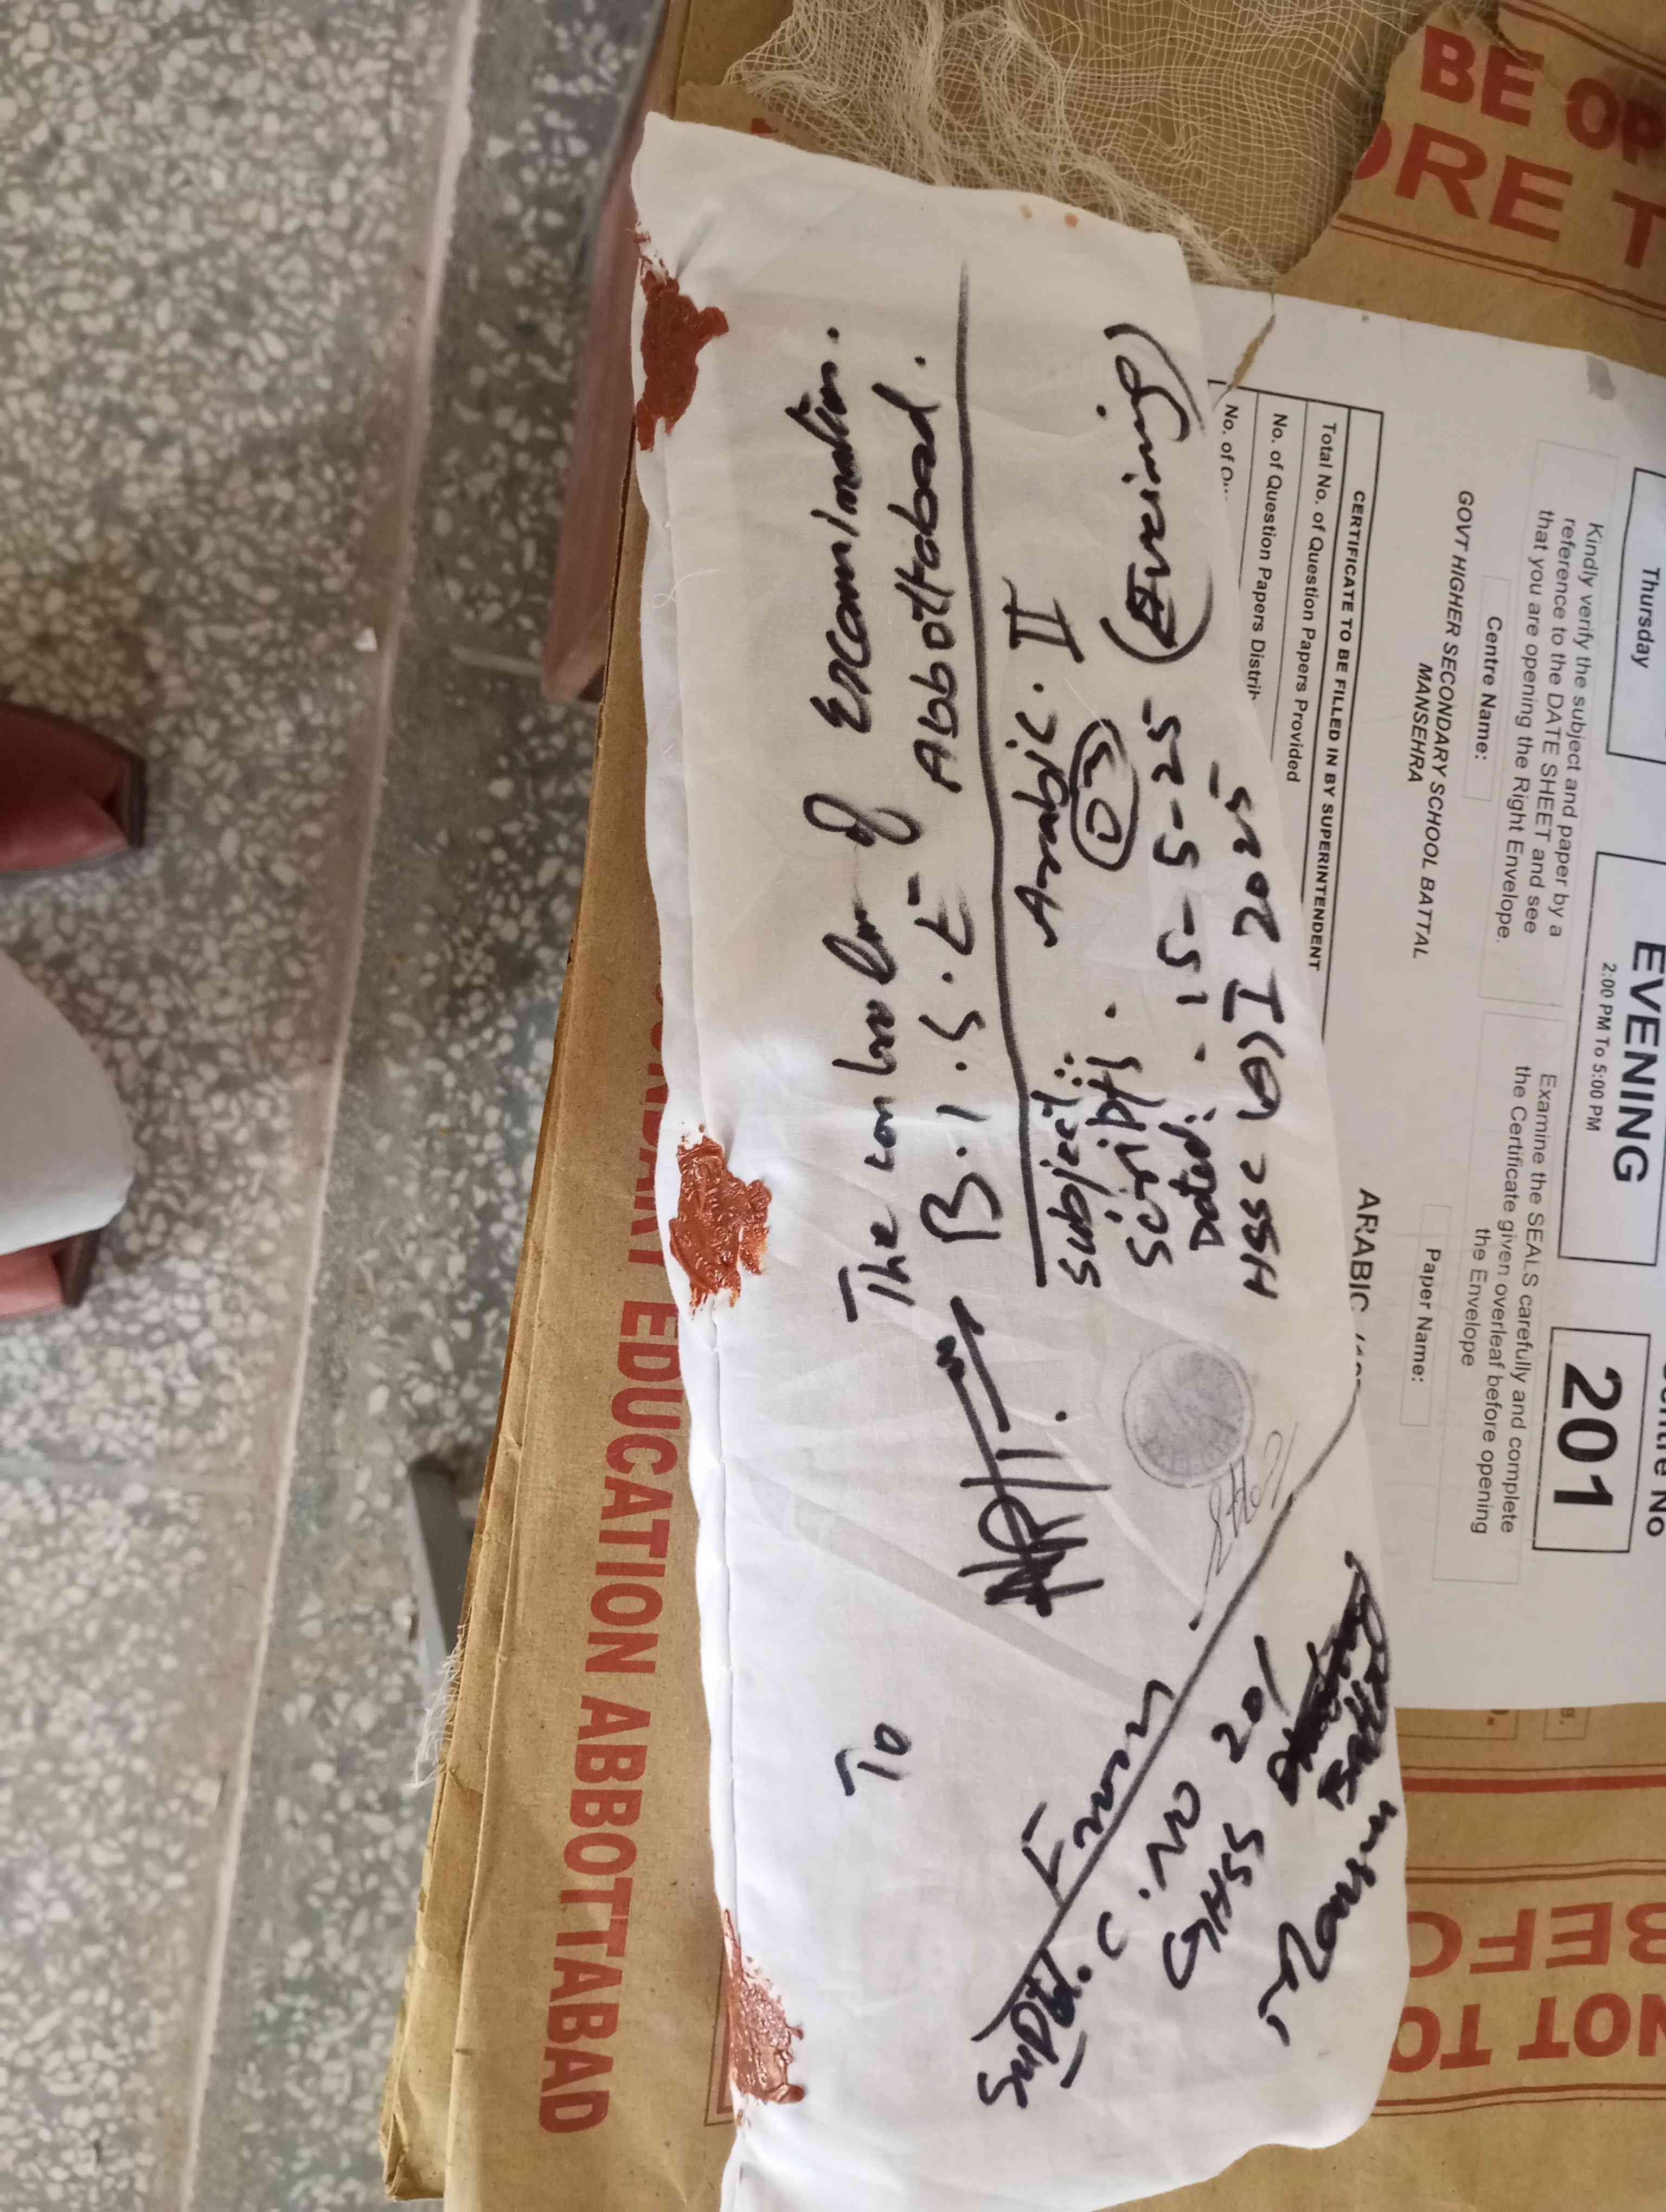 BE OP
ORE T
Thursday
EVENING
2:00 PM To 5:00 PM
Centre No
201
Kindly verify the subject and paper by a
reference to the DATE SHEET and see
that you are opening the Right Envelope.
Examine the SEALS carefully and complete
the Certificate given overleaf before opening
the Envelope
Centre Name:
Paper Name:
GOVT HIGHER SECONDARY SCHOOL BATTAL
MANSEHRA
ARABIC
CERTIFICATE TO BE FILLED IN BY SUPERINTENDENT
Total No. of Question Papers Provided
No. of Question Papers Distrib
No. of
HSSC (A) I 2025
Dated: 15-5-25 (Evening)
Scripts. 03
Subject: Arabic. II
To
The controller of Examination.
B.I.S.E Abbottabad.
Supdt:
GHSS
201
EDUCATION ABBOTTABAD
NOT TO
BEFO